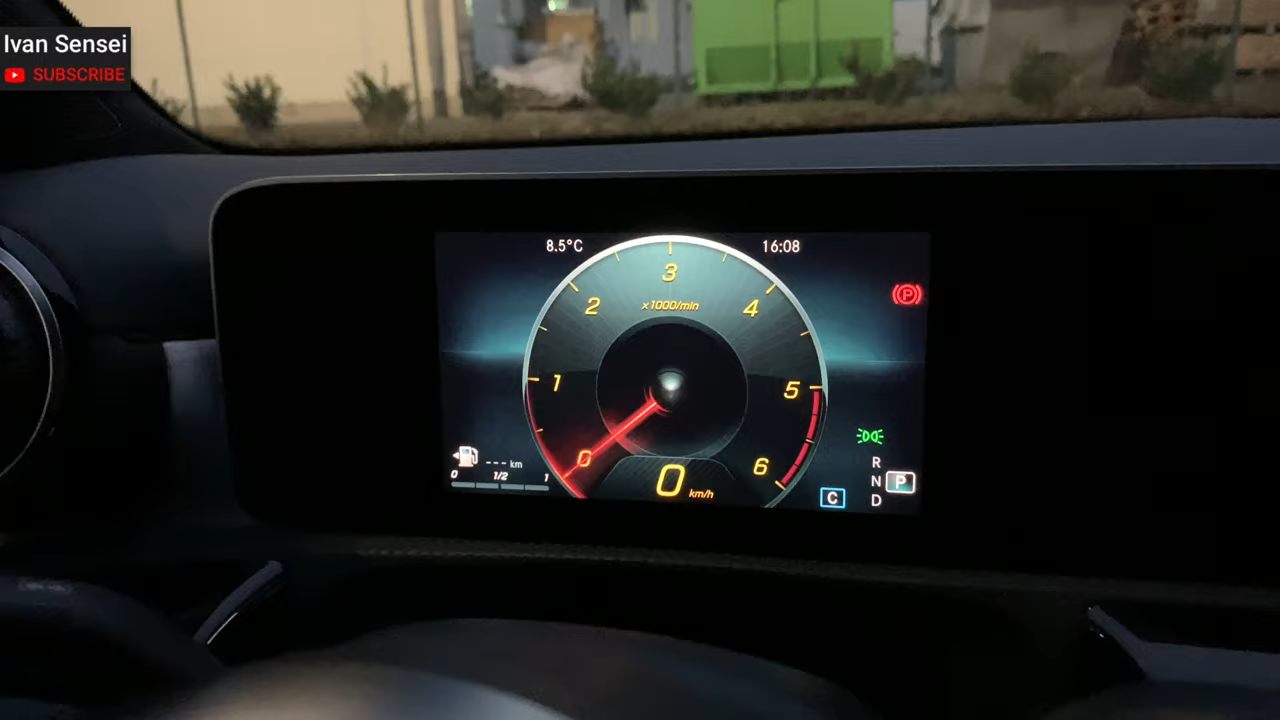 Ivan Sensei
SUBSCRIBE
8.5°C
16:08
3
2
x1000/min
4
1
5
0
6
--- km
0 1/2 1
0 km/h
C
R
N
D
P
P